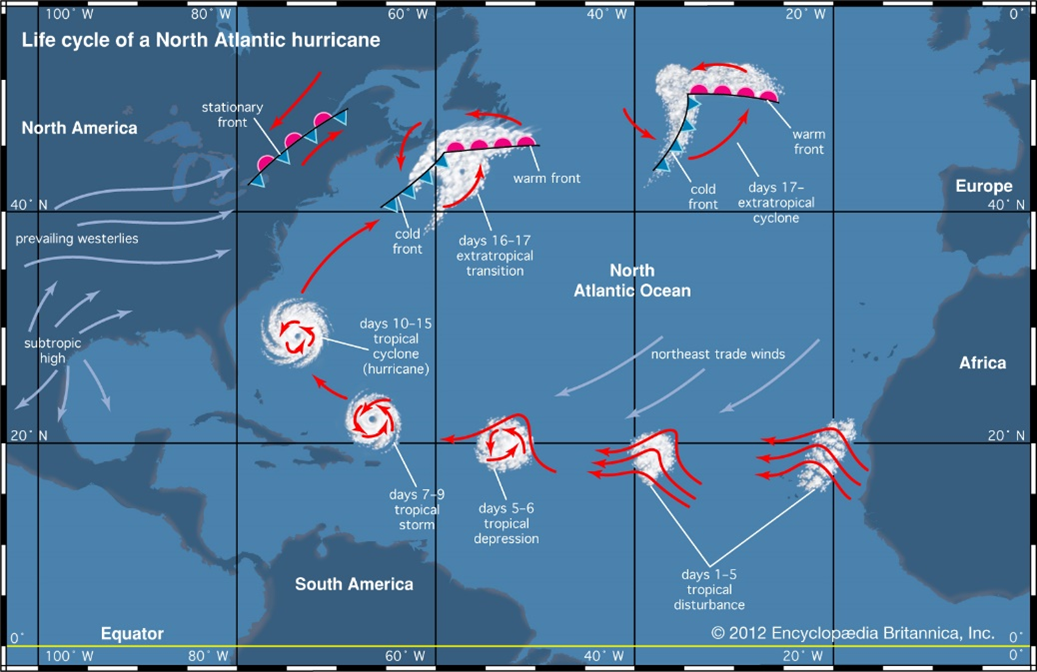 100° W
80° W
60° W
40° W
20° W
0°
Life cycle of a North Atlantic hurricane
stationary
front
North America
warm
front
warm front
cold
front
days 17–
extratropical
cyclone
Europe
40° N
40° N
prevailing westerlies
cold
front
days 16–17
extratropical
transition
North
Atlantic Ocean
days 10–15
tropical
cyclone
(hurricane)
subtropic
high
northeast trade winds
Africa
20° N
20° N
days 7–9
tropical
storm
days 5–6
tropical
depression
days 1–5
tropical
disturbance
South America
0°
Equator
© 2012 Encyclopædia Britannica, Inc.
0°
100° W
80° W
60° W
40° W
20° W
0°